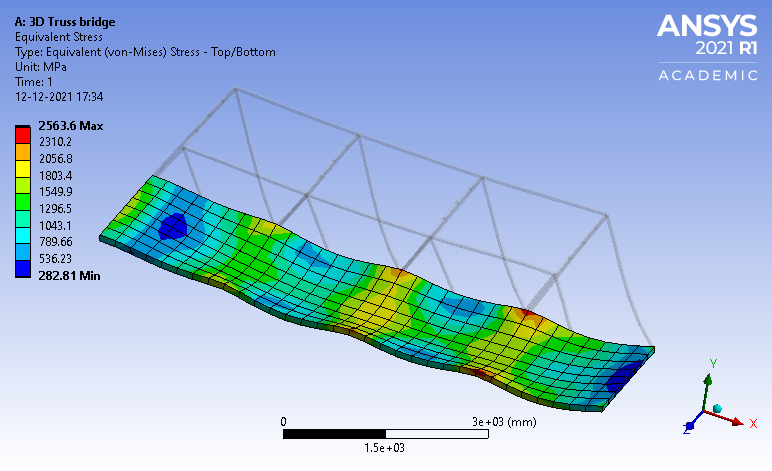 A: 3D Truss bridge
Equivalent Stress
Type: Equivalent (von-Mises) Stress - Top/Bottom
Unit: MPa
Time: 1
12-12-2021 17:34
ANSYS
2021 R1
ACADEMIC
2563.6 Max
2310.2
2056.8
1803.4
1549.9
1296.5
1043.1
789.66
536.23
282.81 Min
0
3e+03 (mm)
1.5e+03
Y
X
Z